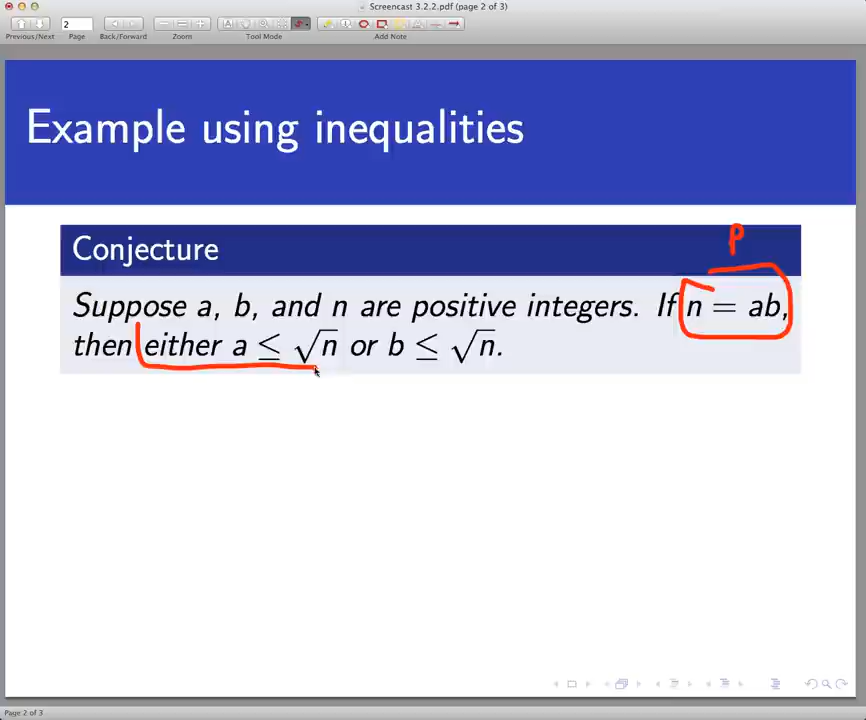 Screencast 3.2.2.pdf (page 2 of 3)
2
Previous/Next Page Back/Forward Zoom Tool Mode Add Note
Example using inequalities
P
Conjecture
Suppose a, b, and n are positive integers. If n = ab,
then either a ≤ √n or b ≤ √n.
Page 2 of 3